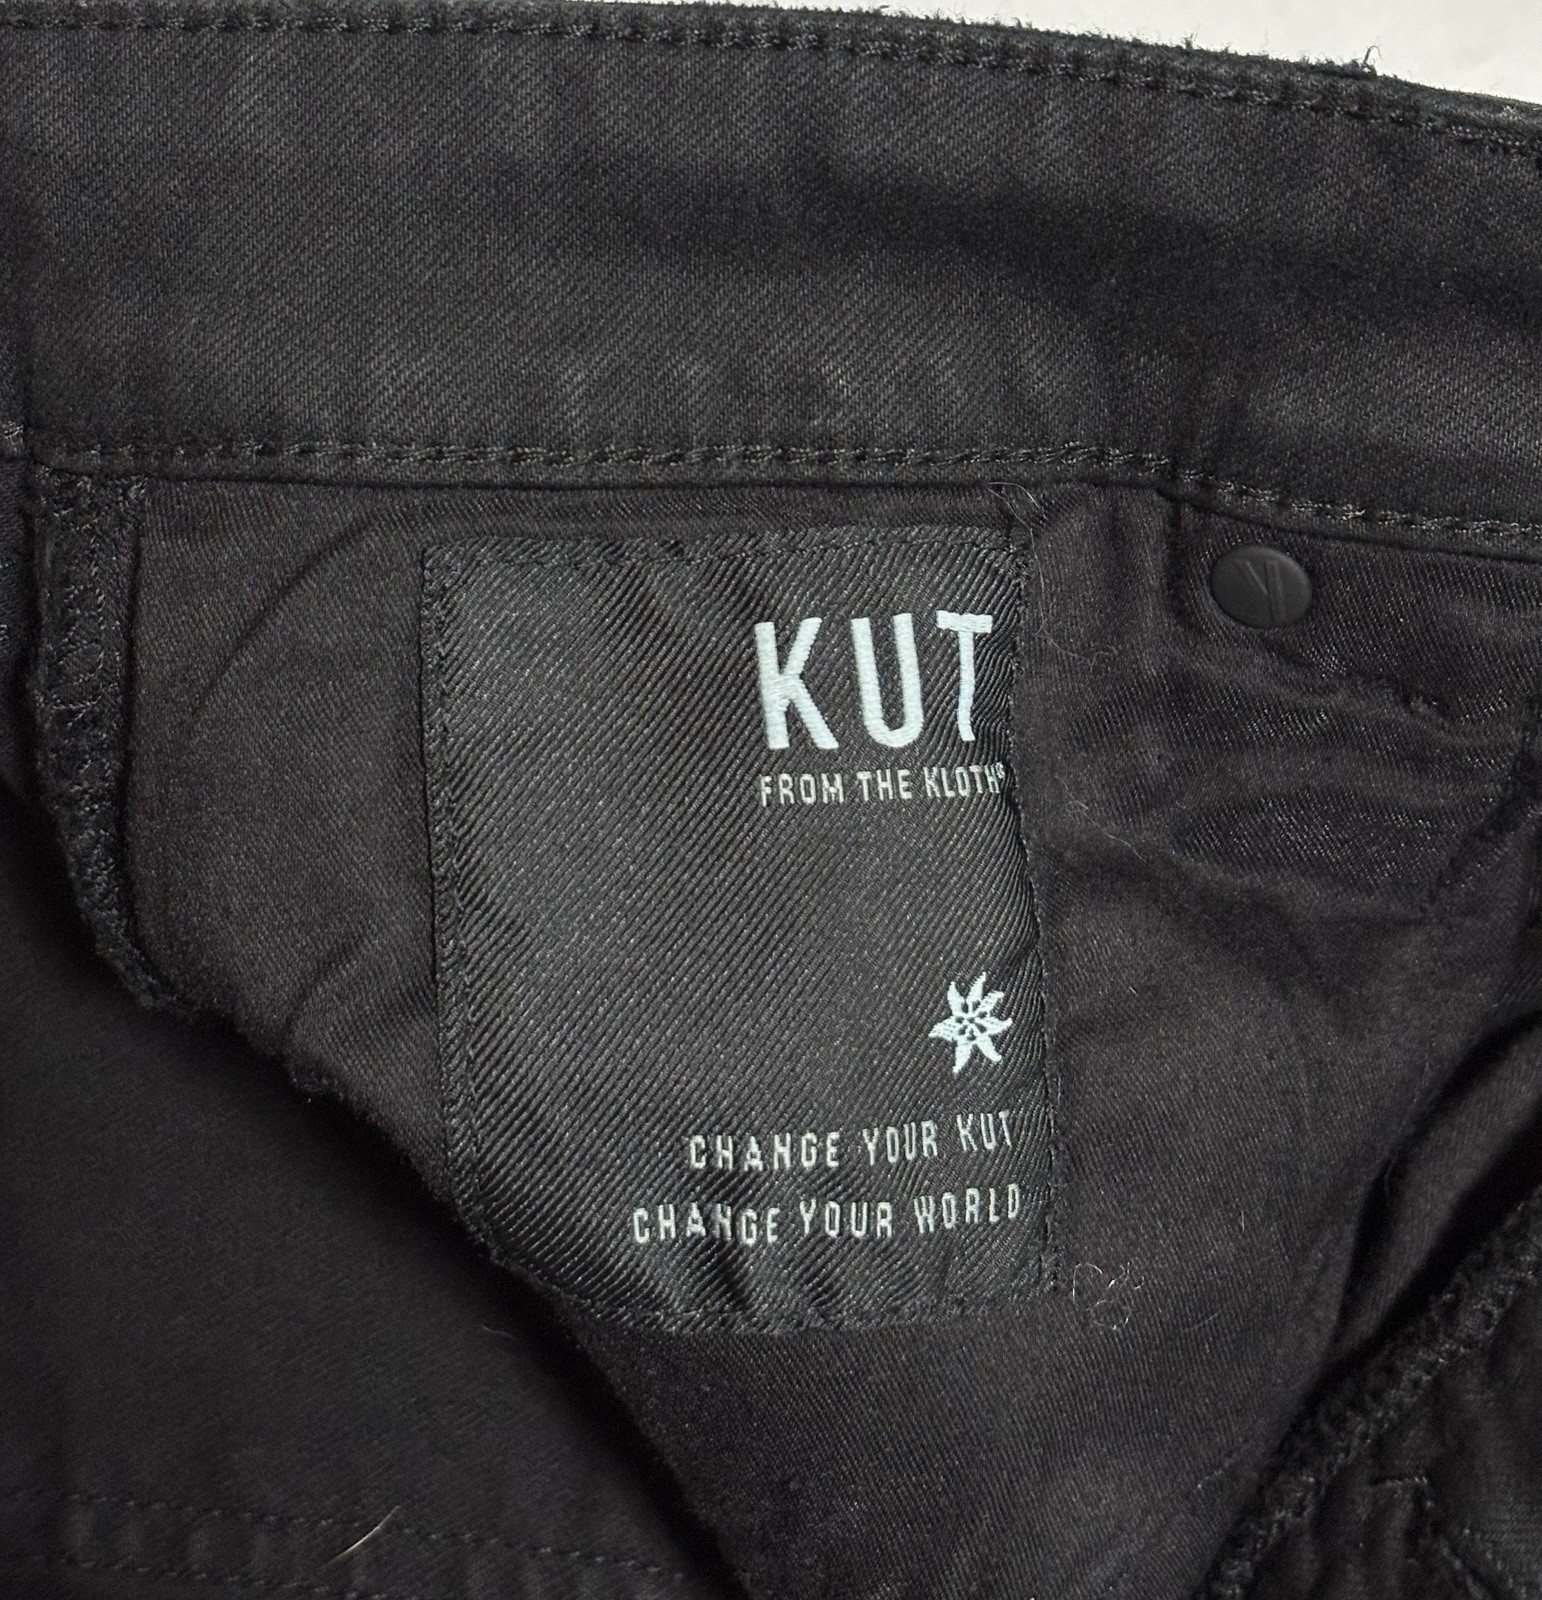 KUT
FROM THE KLOTH®
CHANGE YOUR KUT
CHANGE YOUR WORLD
K